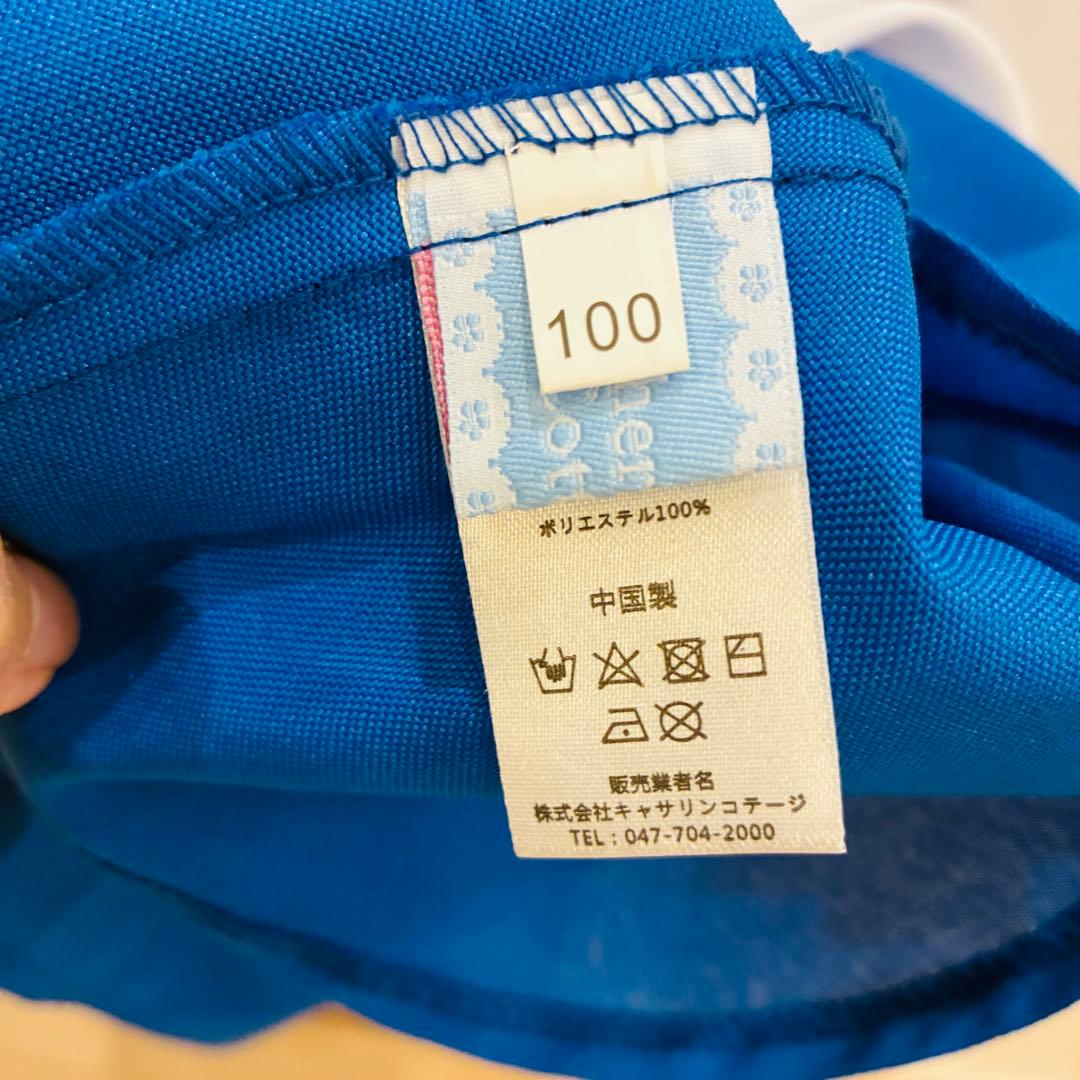 100
ポリエステル100%
中国製
販売業者名
株式会社キャサリンコテージ
TEL：047-704-2000